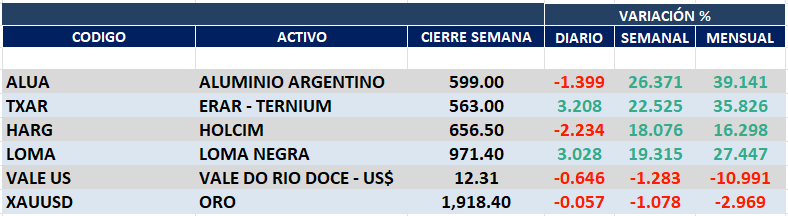 VARIACIÓN %
CODIGO ACTIVO CIERRE SEMANA DIARIO SEMANAL MENSUAL
ALUA ALUMINIO ARGENTINO 599.00 -1.399 26.371 39.141
TXAR ERAR - TERNIUM 563.00 3.208 22.525 35.826
HARG HOLCIM 656.50 -2.234 18.076 16.298
LOMA LOMA NEGRA 971.40 3.028 19.315 27.447
VALE US VALE DO RIO DOCE - US$ 12.31 -0.646 -1.283 -10.991
XAUUSD ORO 1,918.40 -0.057 -1.078 -2.969